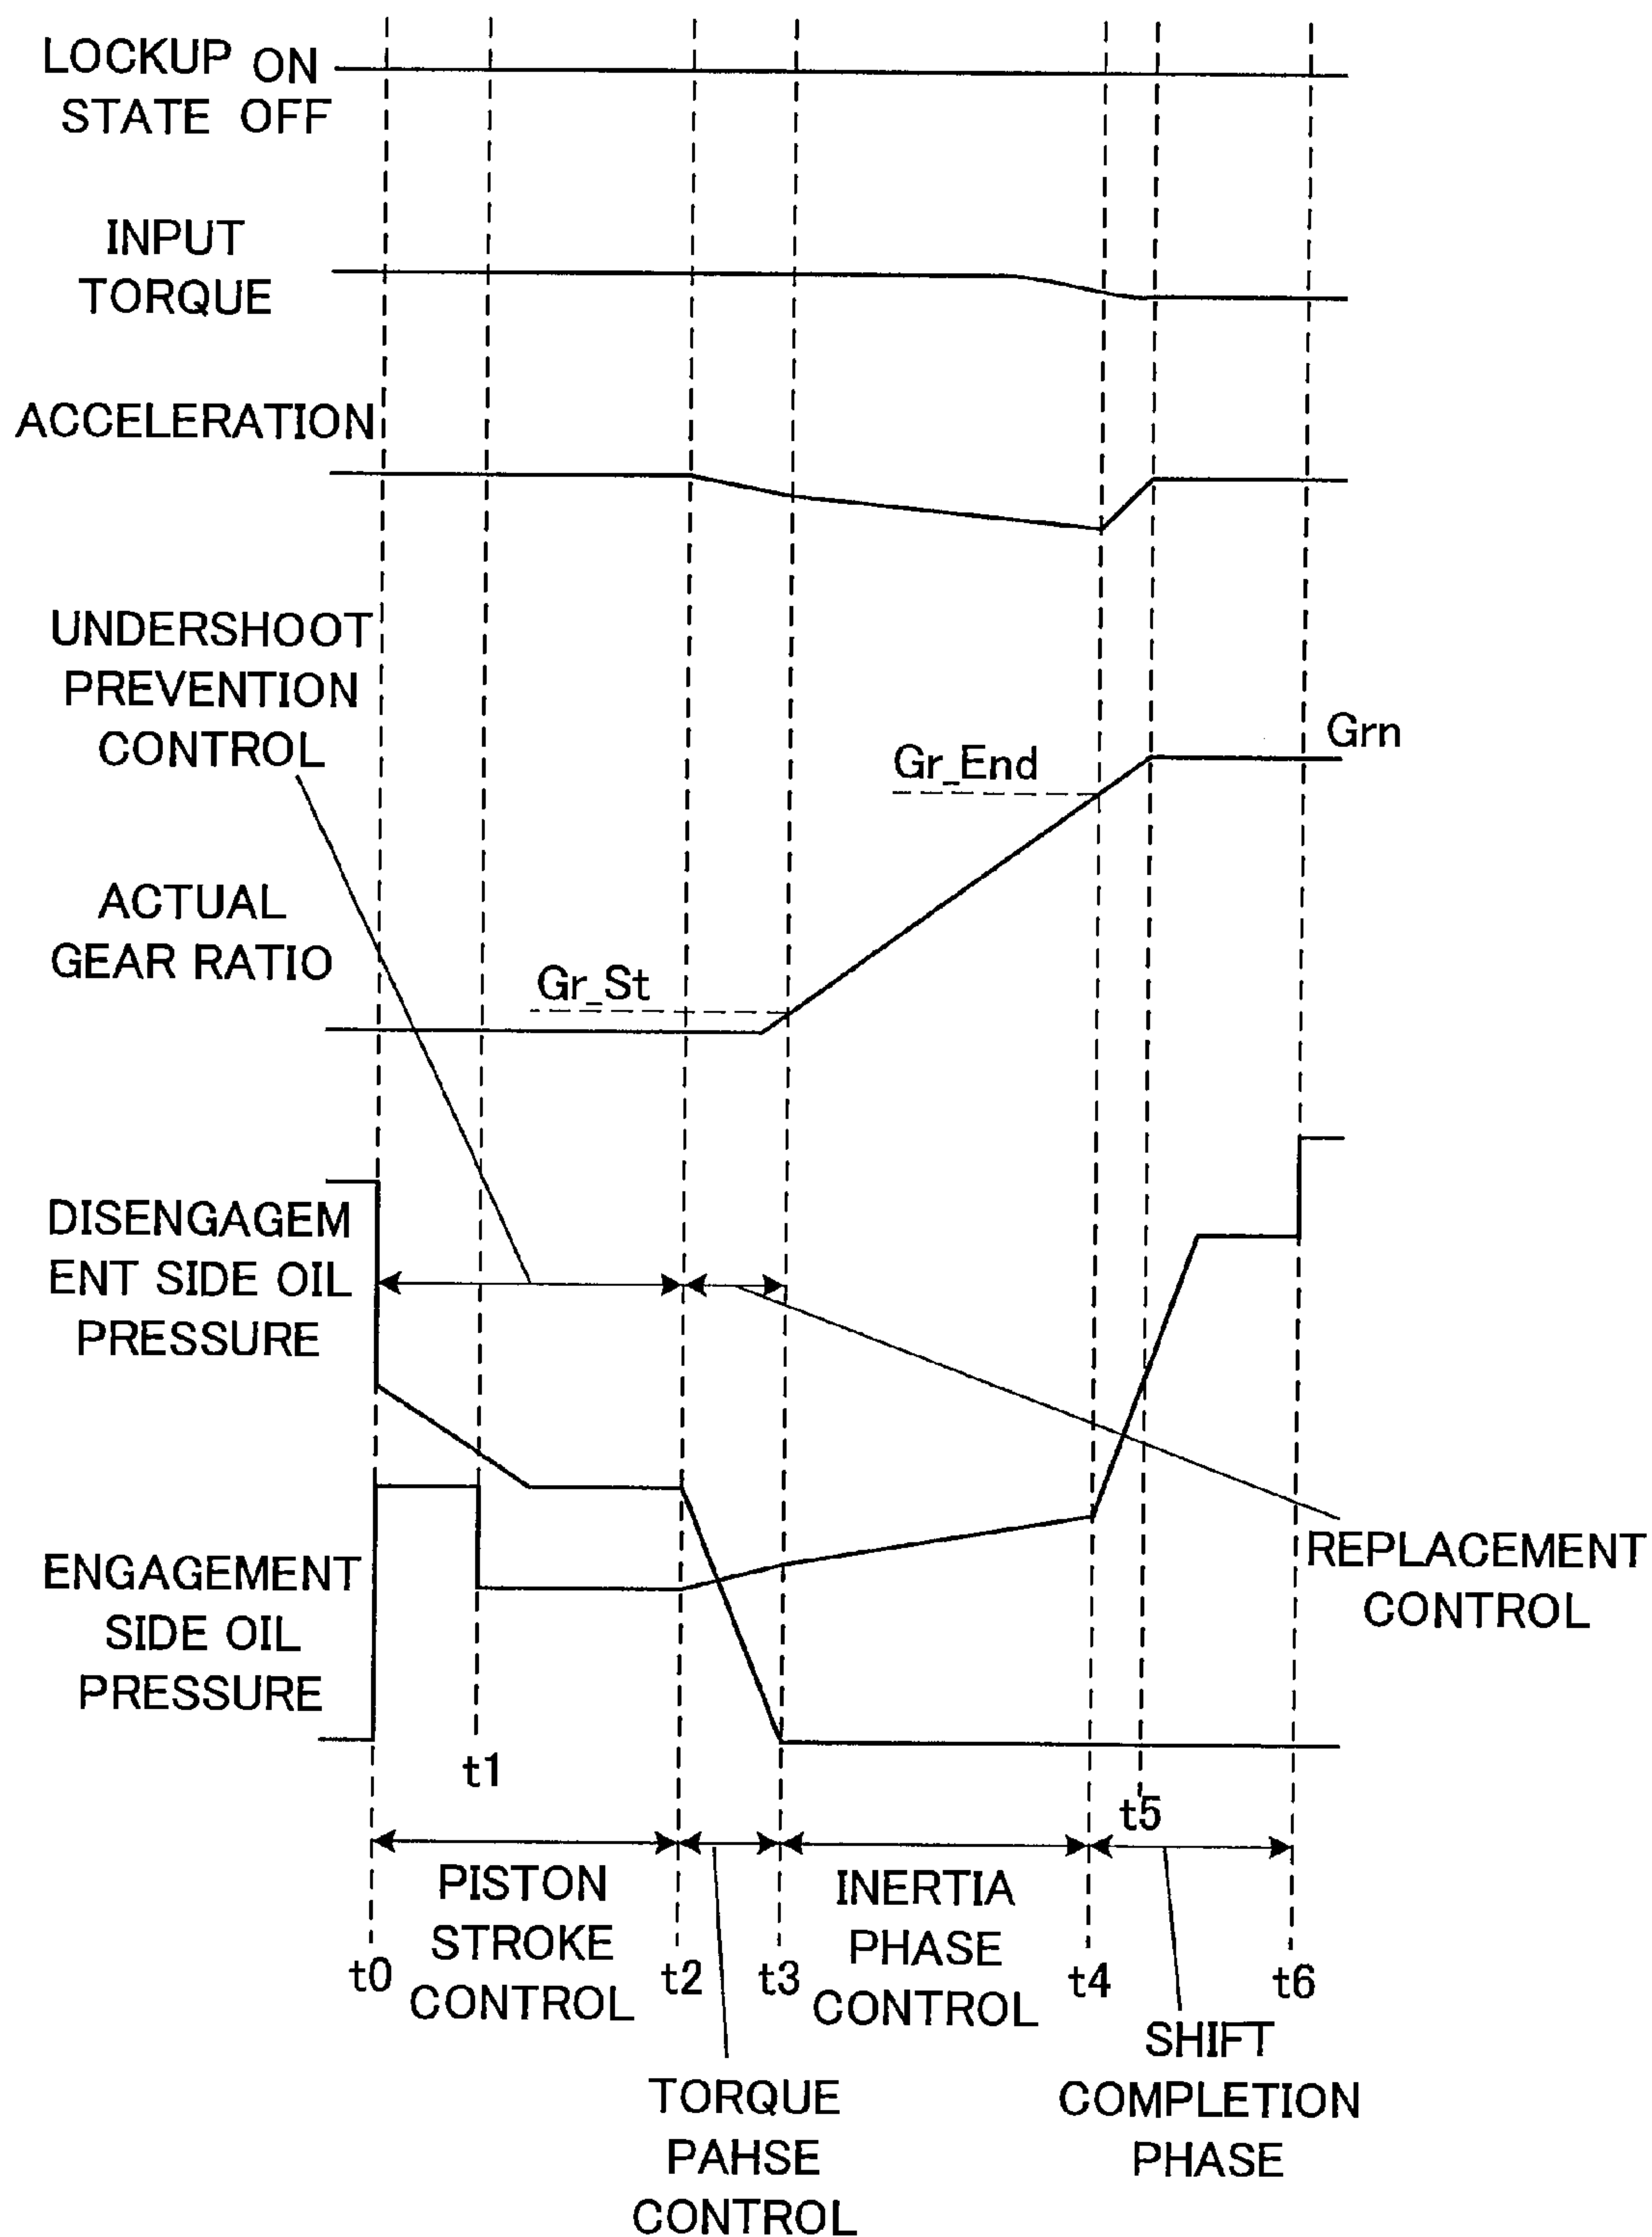 LOCKUP ON
STATE OFF
INPUT
TORQUE
ACCELERATION
UNDERSHOOT
PREVENTION
CONTROL
Grn
Gr_End
ACTUAL
GEAR RATIO
Gr_St
DISENGAGEM
ENT SIDE OIL
PRESSURE
REPLACEMENT
CONTROL
ENGAGEMENT
SIDE OIL
PRESSURE
t1
t5
PISTON
STROKE
CONTROL
INERTIA
PHASE
CONTROL
t0
t2
t3
t4
t6
SHIFT
COMPLETION
PHASE
TORQUE
PAHSE
CONTROL